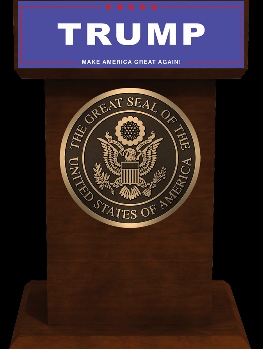 TRUMP
MAKE AMERICA GREAT AGAIN!
THE GREAT SEAL OF THE
UNITED STATES OF AMERICA